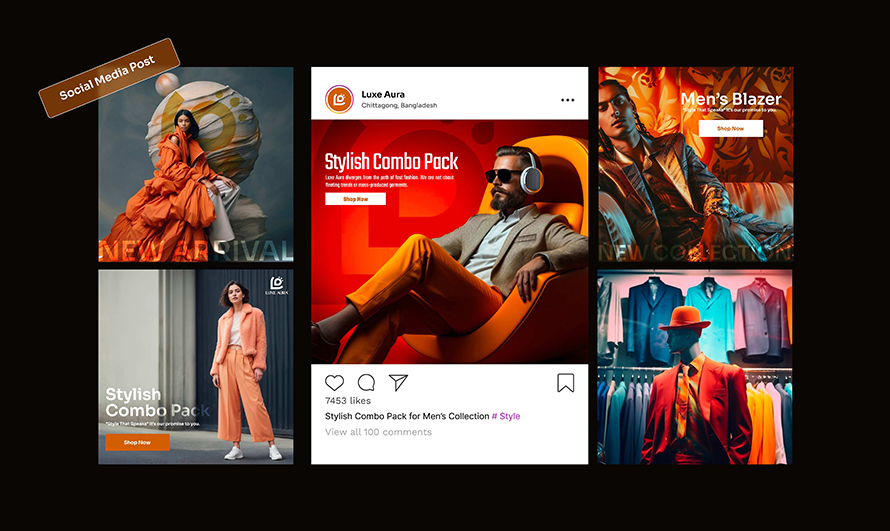 Social Media Post
NEW ARRIVAL
Luxe Aura
Chittagong, Bangladesh
Stylish Combo Pack
Luxe Aura diverges from the path of fast fashion. We are not about
fleeting trends or mass-produced garments.
Shop Now
7453 likes
Stylish Combo Pack for Men's Collection # Style
View all 100 comments
Men's Blazer
"Style That Speaks" It's our promise to you.
Shop Now
NEW COLLECTION
LUXE AURA
Stylish
Combo Pack
"Style That Speaks" It's our promise to you.
Shop Now